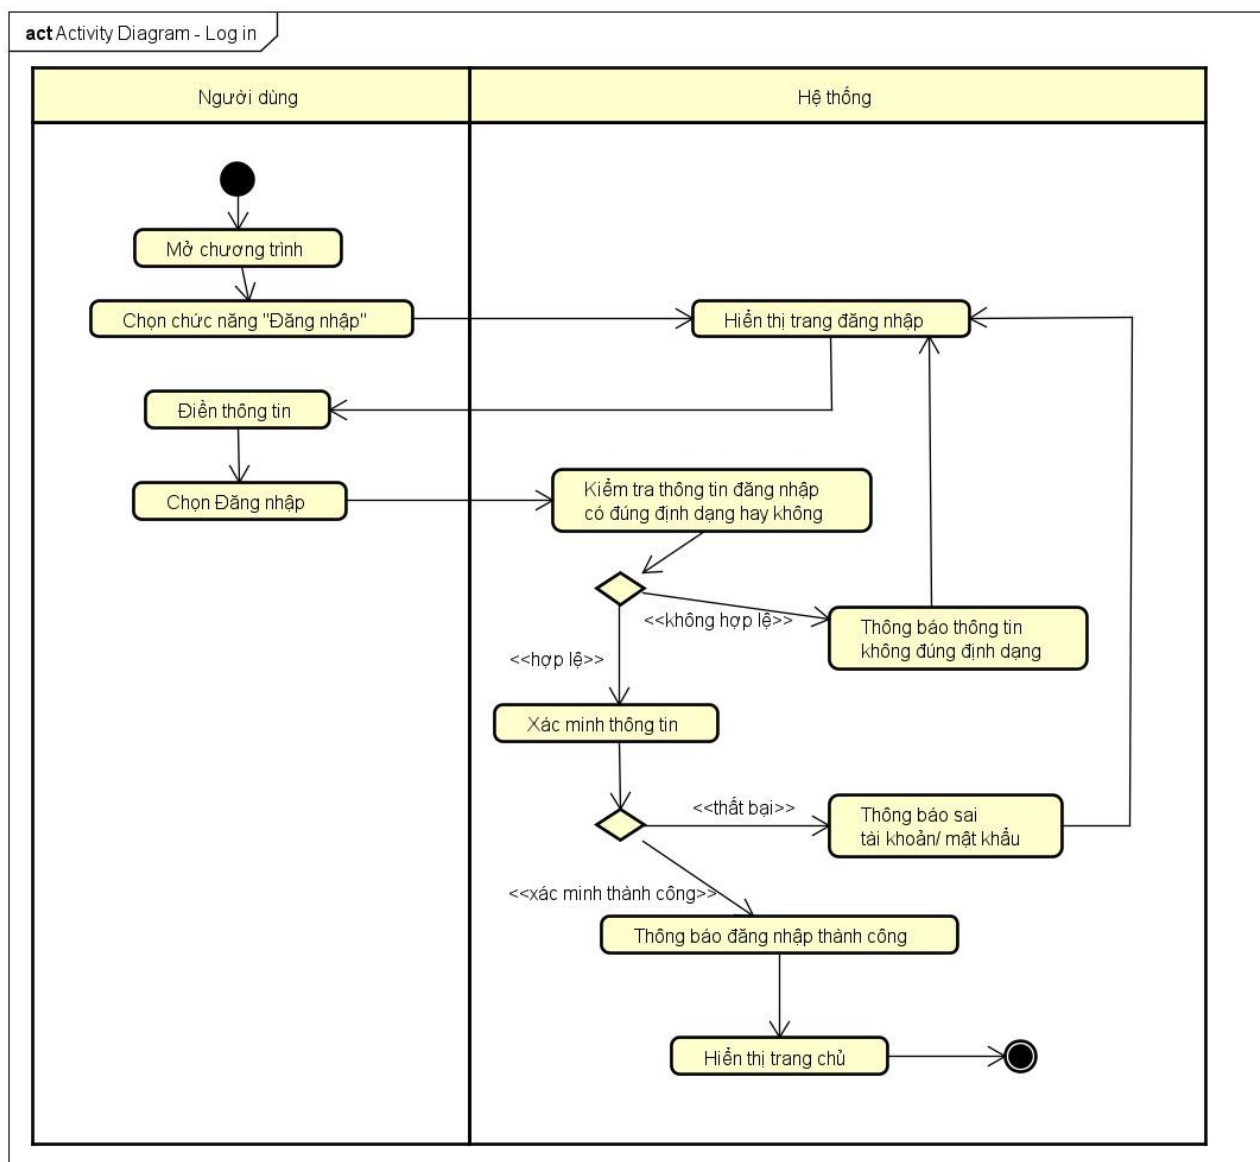 act Activity Diagram - Log in
Người dùng
Hệ thống
Mở chương trình
Chọn chức năng "Đăng nhập"
Hiển thị trang đăng nhập
Điền thông tin
Chọn Đăng nhập
Kiểm tra thông tin đăng nhập
có đúng định dạng hay không
<<không hợp lệ>>
Thông báo thông tin
không đúng định dạng
<<hợp lệ>>
Xác minh thông tin
<<thất bại>>
Thông báo sai
tài khoản/ mật khẩu
<<xác minh thành công>>
Thông báo đăng nhập thành công
Hiển thị trang chủ